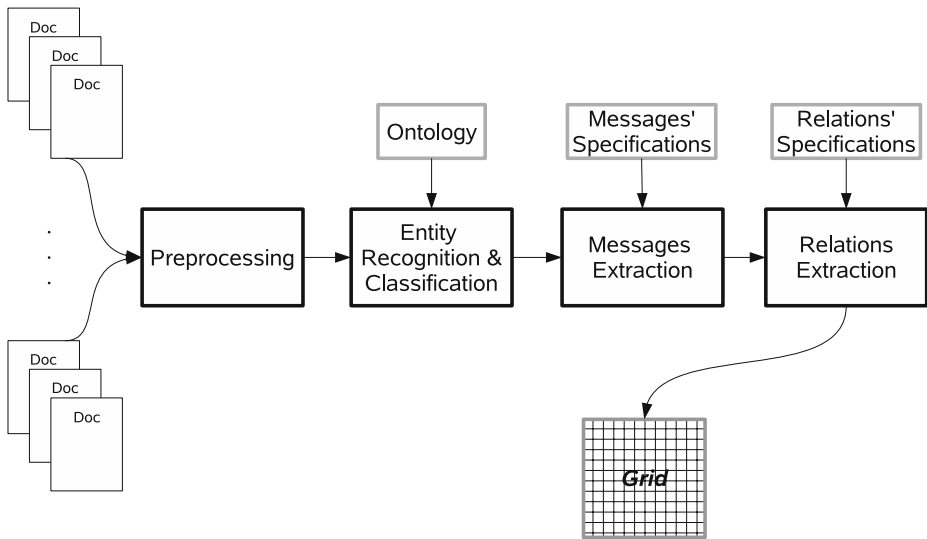 Doc
Doc
Doc
Ontology
Messages'
Specifications
Relations'
Specifications
.
.
.
Preprocessing
Entity
Recognition &
Classification
Messages
Extraction
Relations
Extraction
Doc
Doc
Doc
Grid